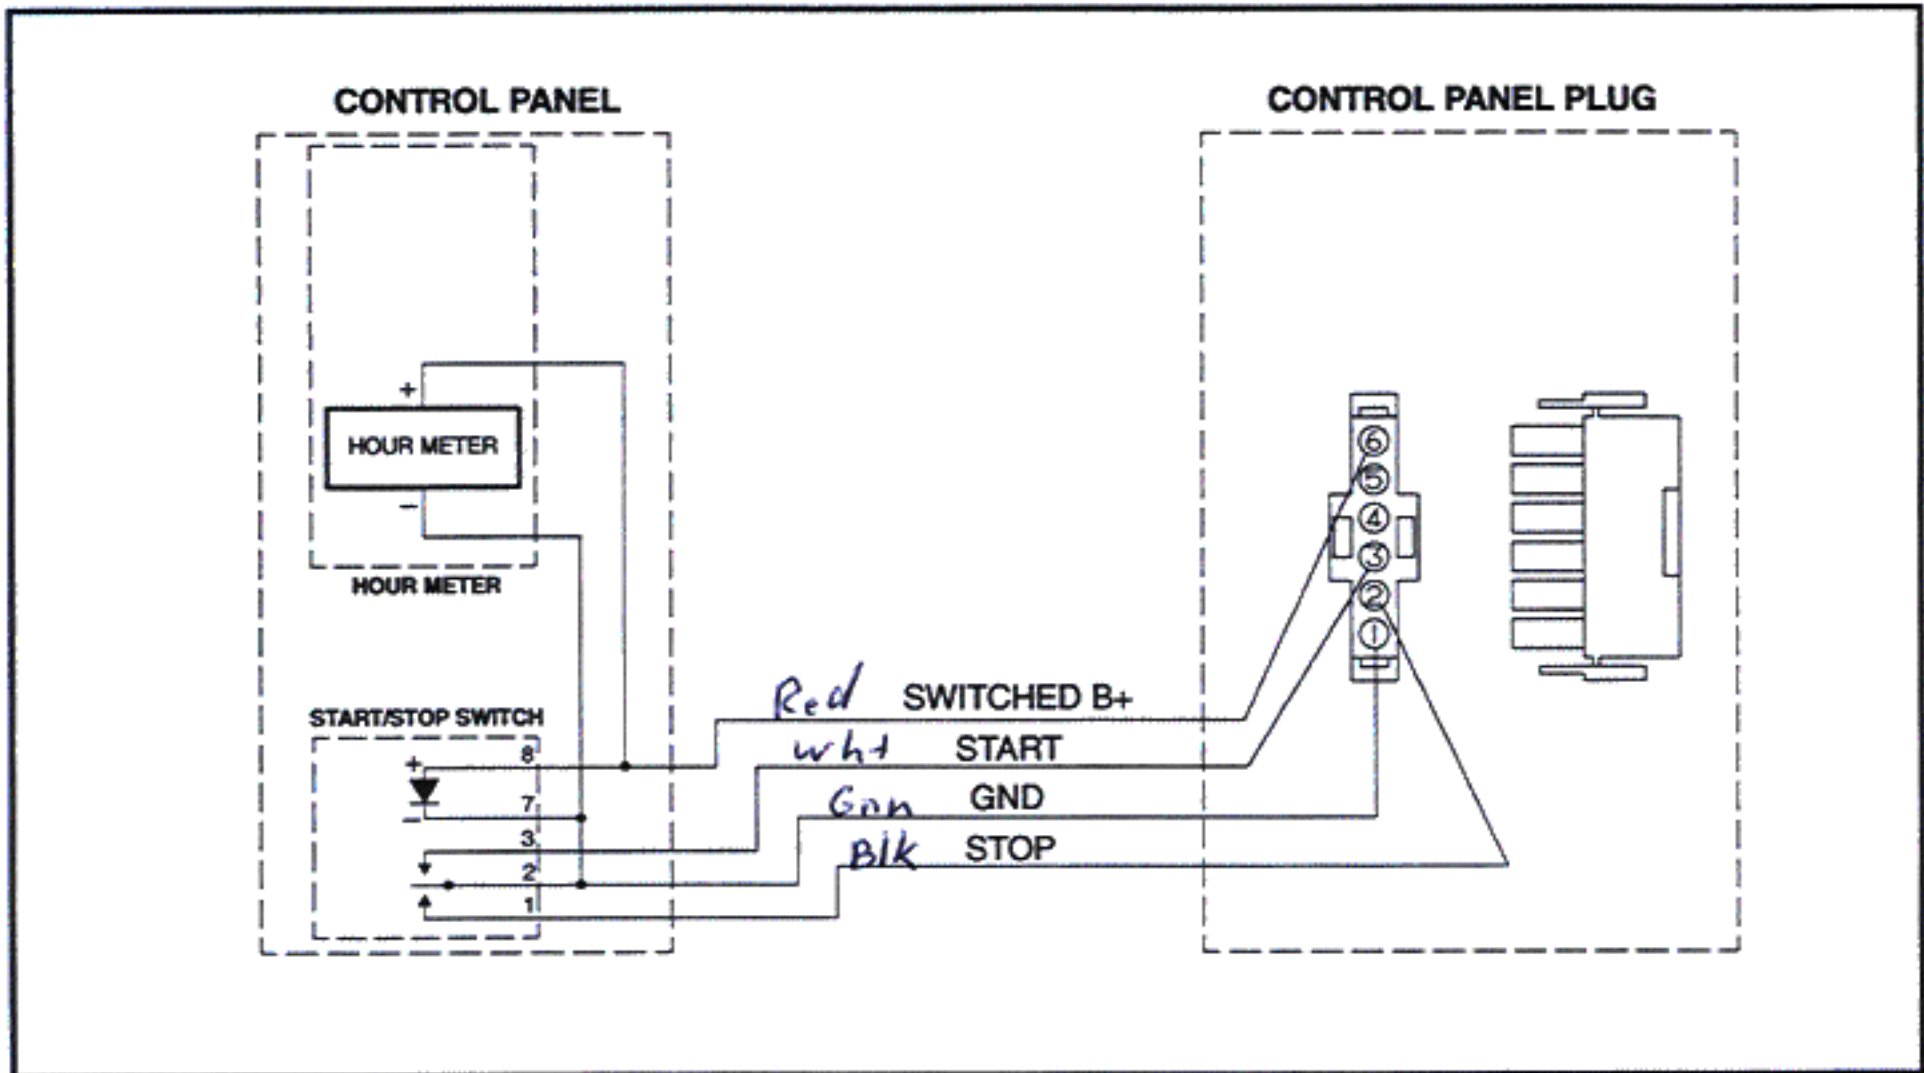 CONTROL PANEL
CONTROL PANEL PLUG
+
HOUR METER
−
HOUR METER
6
5
4
3
2
1
Red SWITCHED B+
START/STOP SWITCH
wht START
+
8
Grn GND
7
−
3
Blk STOP
2
1